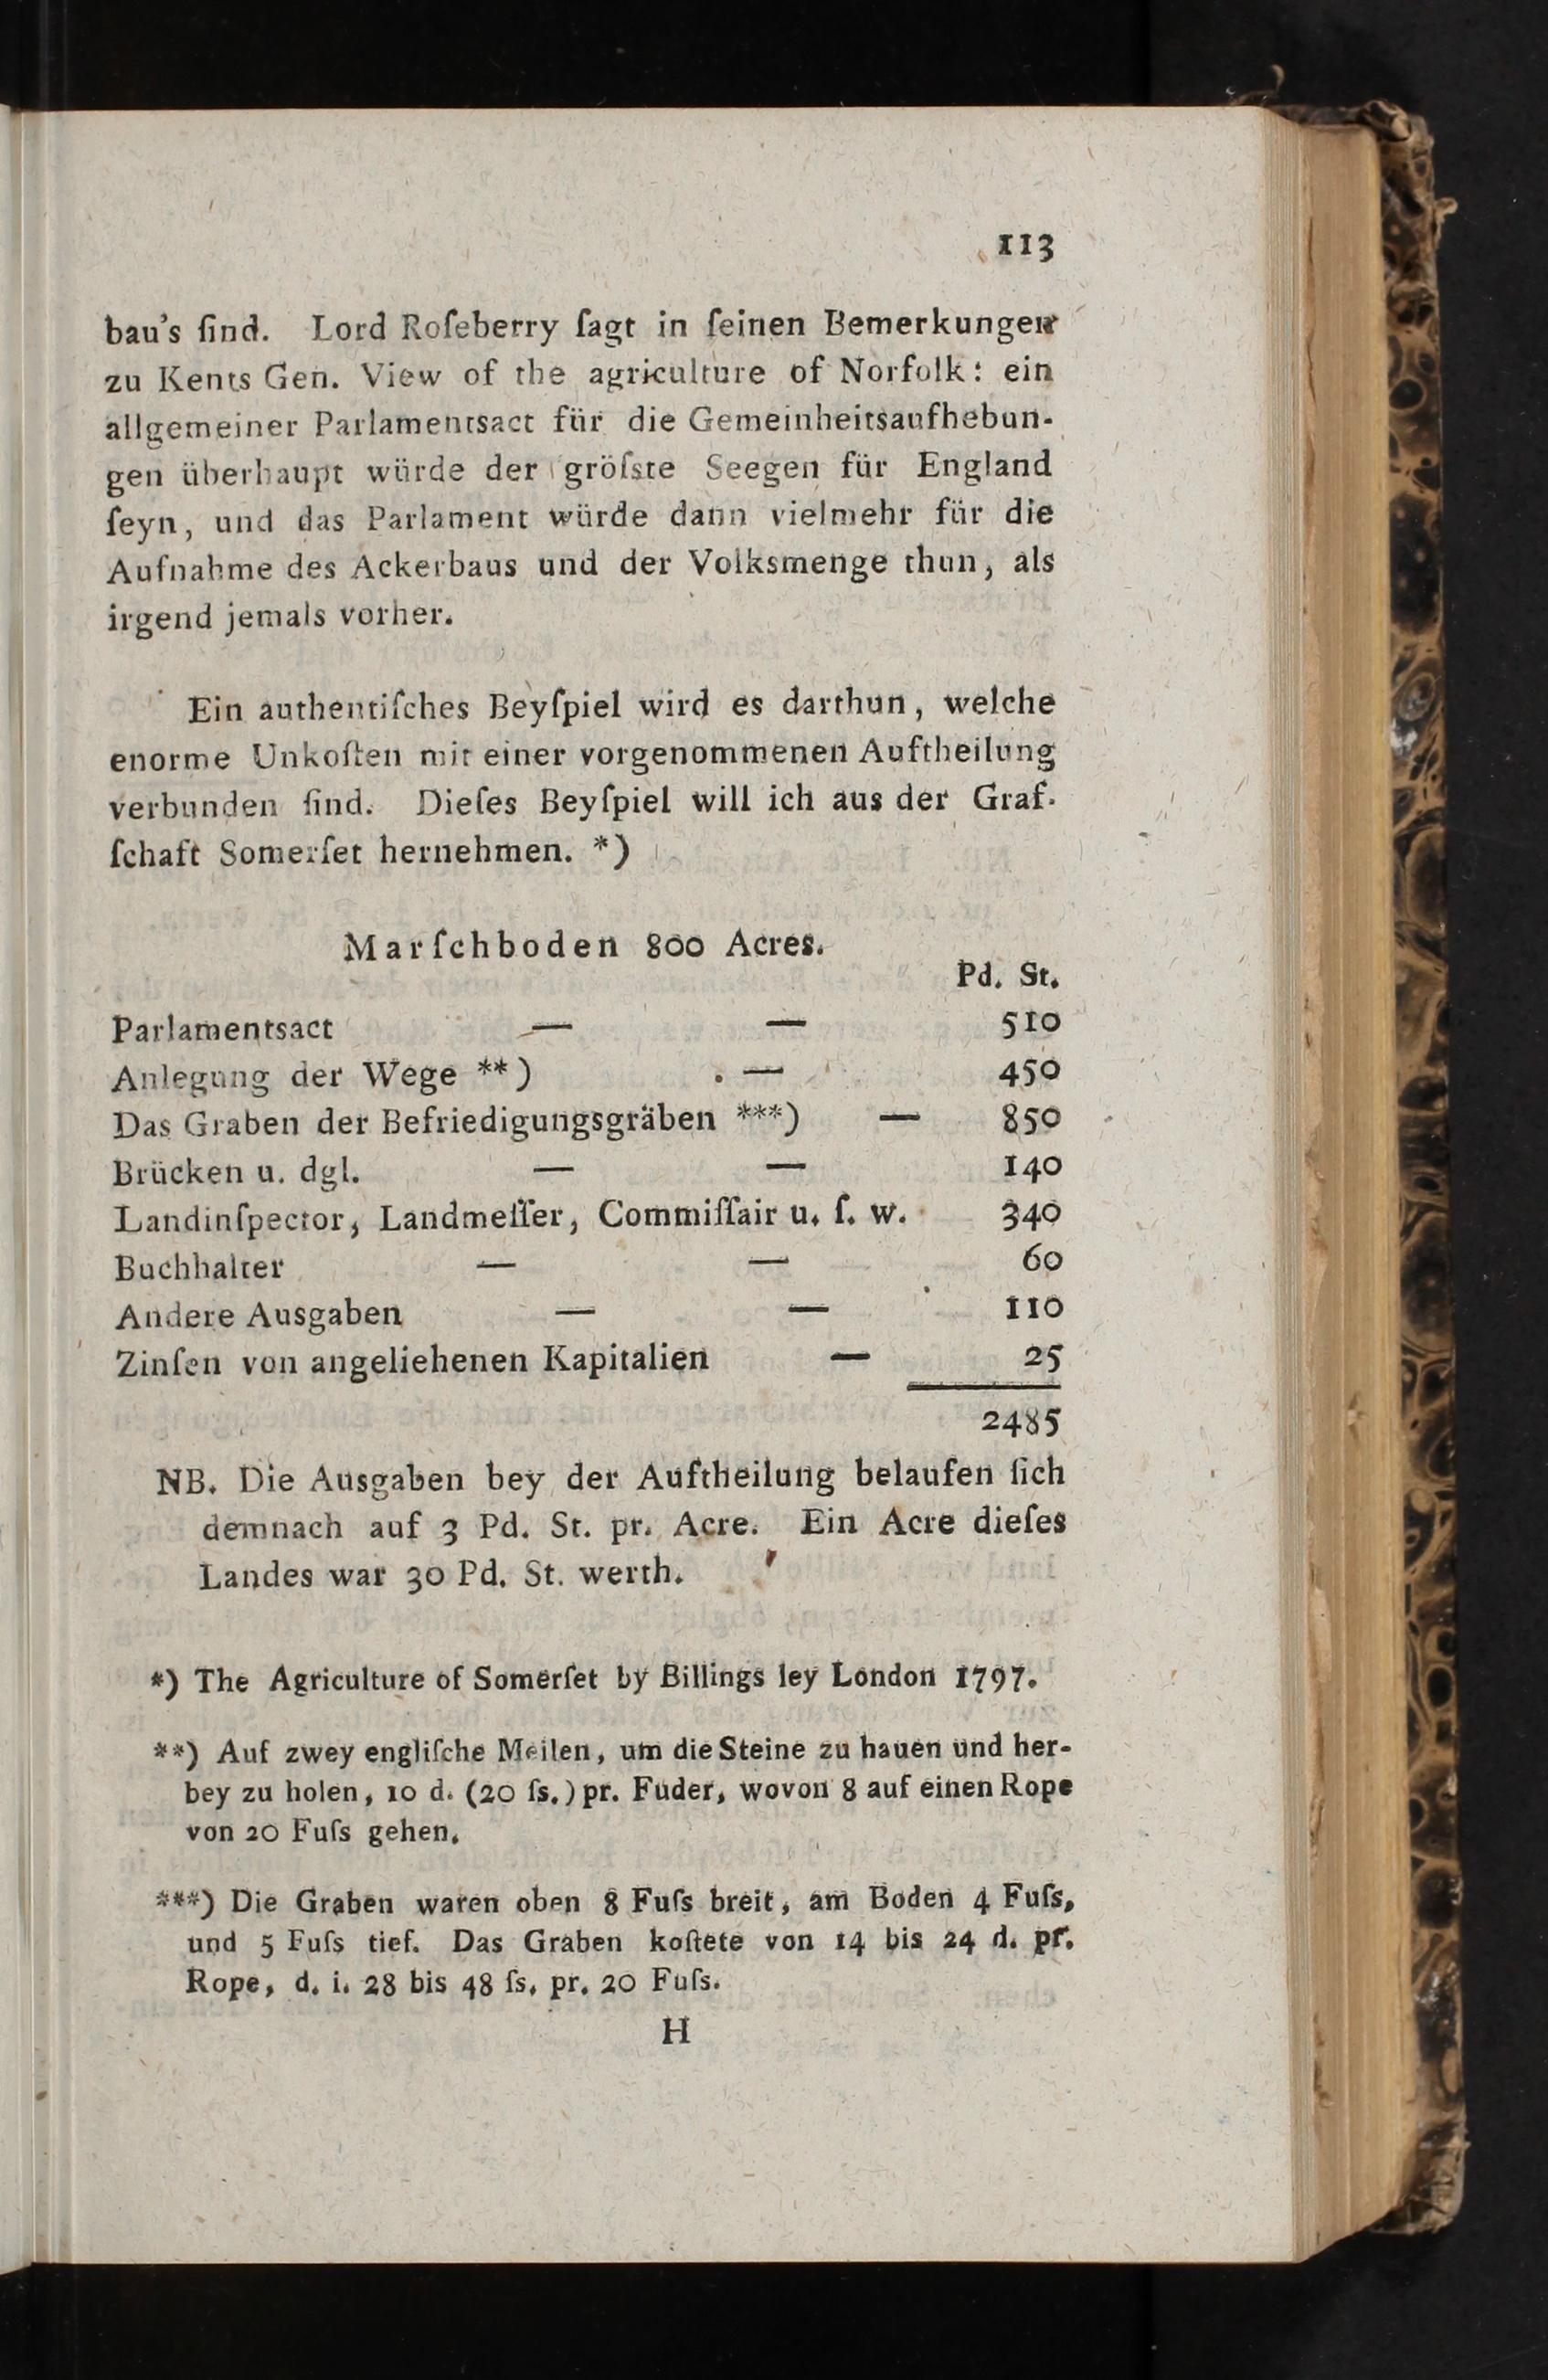 113
bau's ſind. Lord Roſeberry ſagt in ſeinen Bemerkungen
zu Kents Gen. View of the agriculture of Norfolk: ein
allgemeiner Parlamentsact für die Gemeinheitsaufhebun-
gen überhaupt würde der gröſste Seegen für England
ſeyn, und das Parlament würde dann vielmehr für die
Aufnahme des Ackerbaus und der Volksmenge thun, als
irgend jemals vorher.
Ein authentiſches Beyſpiel wird es darthun, welche
enorme Unkoſten mit einer vorgenommenen Auftheilung
verbunden ſind. Dieſes Beyſpiel will ich aus der Graf-
ſchaft Somerſet hernehmen. *)
Marſchboden 800 Acres.
Pd. St.
Parlamentsact — — 510
Anlegung der Wege **) . — 450
Das Graben der Befriedigungsgräben ***) — 850
Brücken u. dgl. — — 140
Landinſpector, Landmeſſer, Commiſſair u. ſ. w. 340
Buchhalter — — 60
Andere Ausgaben — — 110
Zinſen von angeliehenen Kapitalien — 25
2485
NB. Die Ausgaben bey der Auftheilung belaufen ſich
demnach auf 3 Pd. St. pr. Acre. Ein Acre dieſes
Landes war 30 Pd. St. werth.
*) The Agriculture of Somerſet by Billings ley London 1797.
**) Auf zwey engliſche Meilen, um die Steine zu hauen und her-
bey zu holen, 10 d. (20 ſs.) pr. Fuder, wovon 8 auf einen Rope
von 20 Fuſs gehen.
***) Die Graben waren oben 8 Fuſs breit, am Boden 4 Fuſs,
und 5 Fuſs tief. Das Graben koſtete von 14 bis 24 d. pr.
Rope, d. i. 28 bis 48 ſs. pr. 20 Fuſs.
H